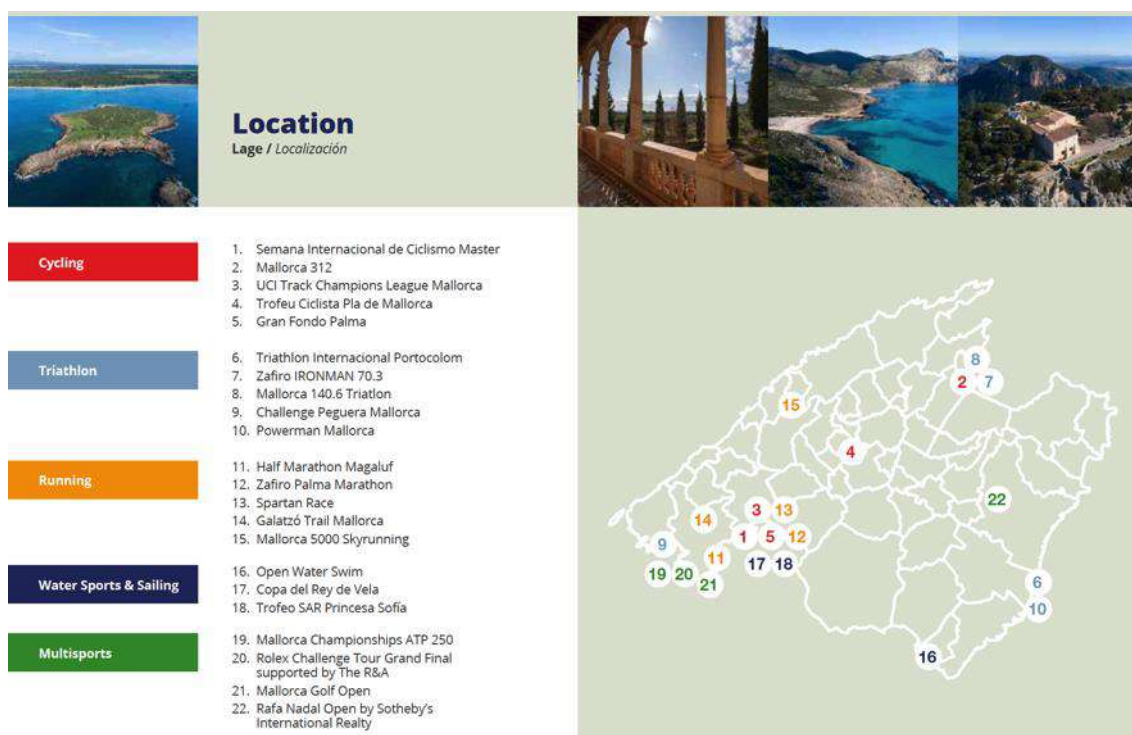 Location
Lage / Localización
Cycling
1. Semana Internacional de Ciclismo Master
2. Mallorca 312
3. UCI Track Champions League Mallorca
4. Trofeu Ciclista Pla de Mallorca
5. Gran Fondo Palma
Triathlon
6. Triathlon Internacional Portocolom
7. Zafiro IRONMAN 70.3
8. Mallorca 140.6 Triatlon
9. Challenge Peguera Mallorca
10. Powerman Mallorca
Running
11. Half Marathon Magaluf
12. Zafiro Palma Marathon
13. Spartan Race
14. Galatzó Trail Mallorca
15. Mallorca 5000 Skyrunning
Water Sports & Sailing
16. Open Water Swim
17. Copa del Rey de Vela
18. Trofeo SAR Princesa Sofía
Multisports
19. Mallorca Championships ATP 250
20. Rolex Challenge Tour Grand Final
supported by The R&A
21. Mallorca Golf Open
22. Rafa Nadal Open by Sotheby's
International Realty
8
2 7
15
4
22
3 13
14
1 5 12
9
11
17 18
19 20
21
6
10
16